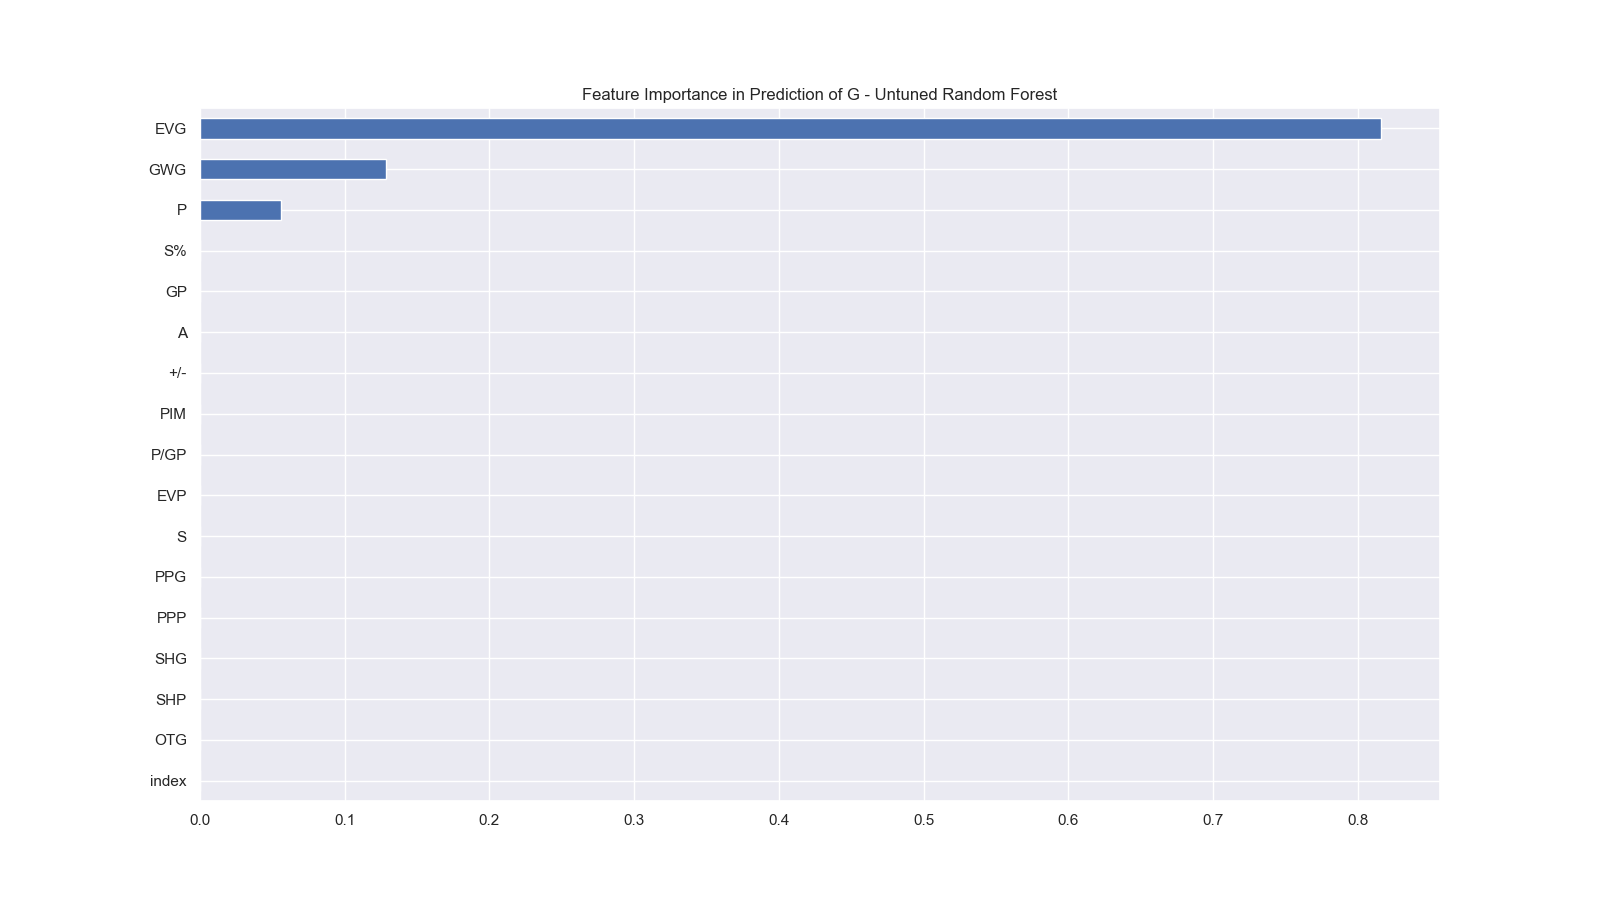 Feature Importance in Prediction of G - Untuned Random Forest
EVG
GWG
P
S%
GP
A
+/-
PIM
P/GP
EVP
S
PPG
PPP
SHG
SHP
OTG
index
0.0 0.1 0.2 0.3 0.4 0.5 0.6 0.7 0.8